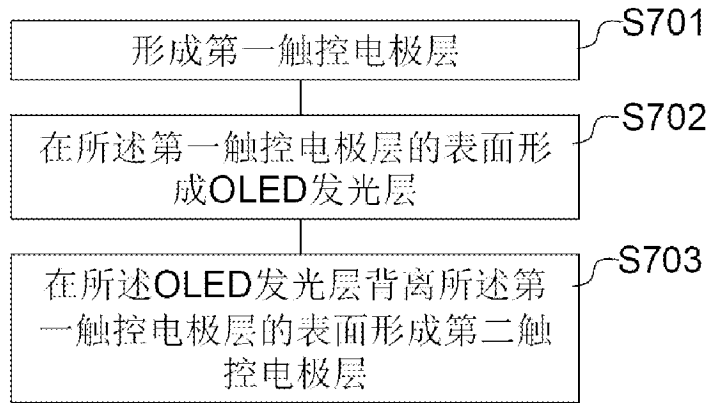 形成第一触控电极层
S701
在所述第一触控电极层的表面形
成OLED发光层
S702
在所述OLED发光层背离所述第
一触控电极层的表面形成第二触
控电极层
S703